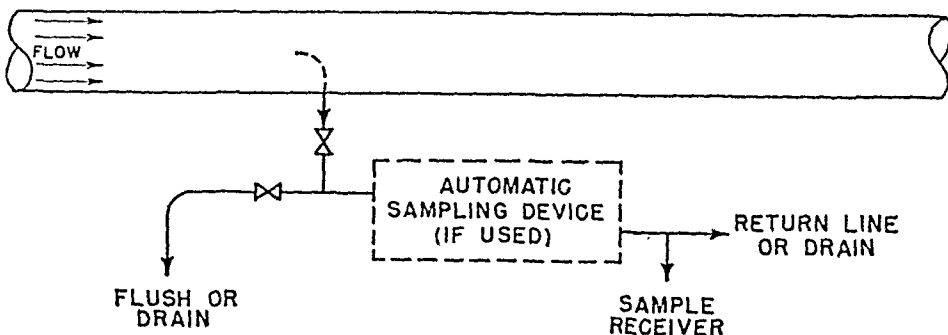 FLOW
AUTOMATIC
SAMPLING DEVICE
(IF USED)
RETURN LINE
OR DRAIN
FLUSH OR
DRAIN
SAMPLE
RECEIVER